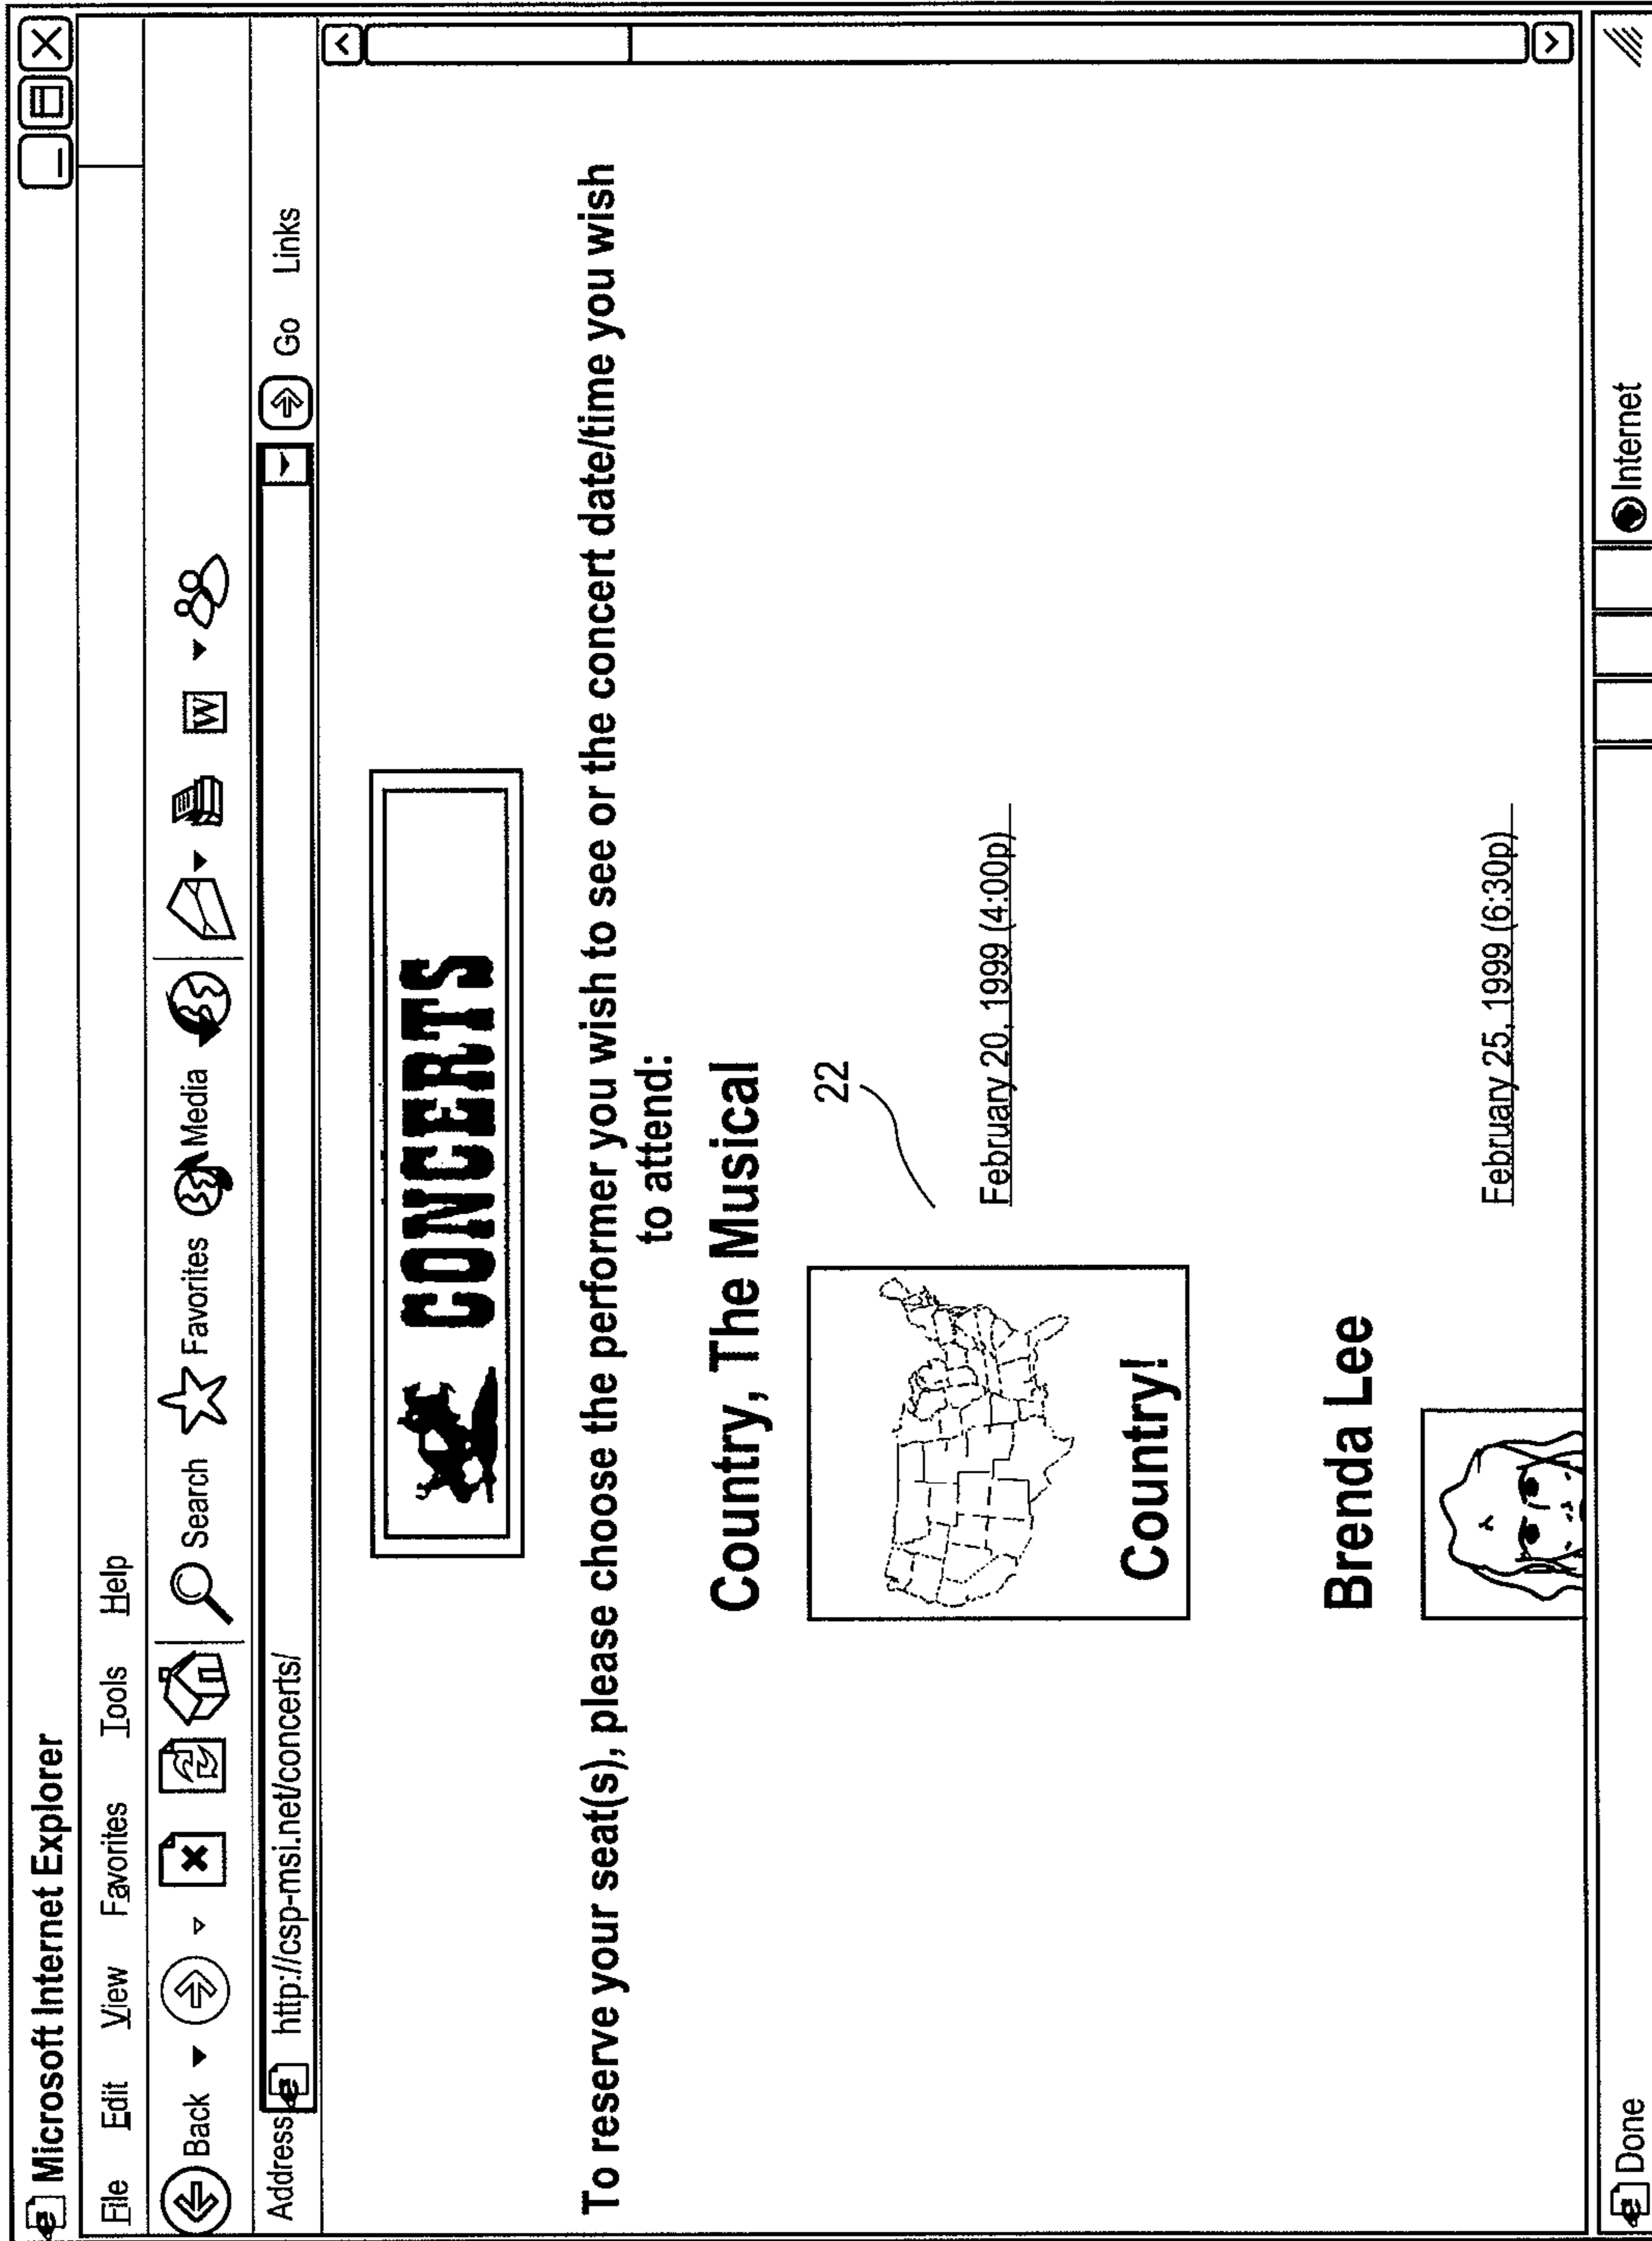 Microsoft Internet Explorer
File Edit View Favorites Tools Help
Back Search Favorites Media W
Address http://csp-msi.net/concerts/ Go Links
CONCERTS
To reserve your seat(s), please choose the performer you wish to see or the concert date/time you wish
to attend:
Country, The Musical
22
February 20, 1999 (4:00p)
Country!
Brenda Lee
February 25, 1999 (6:30p)
Done Internet